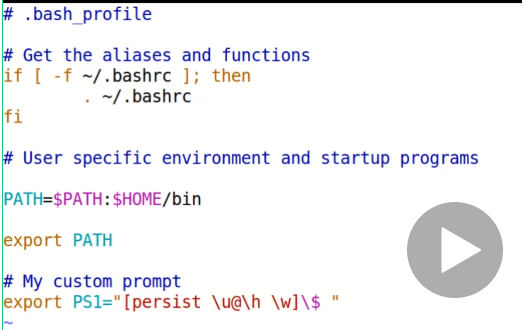 # .bash_profile
# Get the aliases and functions
if [ -f ~/.bashrc ]; then
        . ~/.bashrc
fi
# User specific environment and startup programs
PATH=$PATH:$HOME/bin
export PATH
# My custom prompt
export PS1="[persist \u@\h \w]\$ "
~